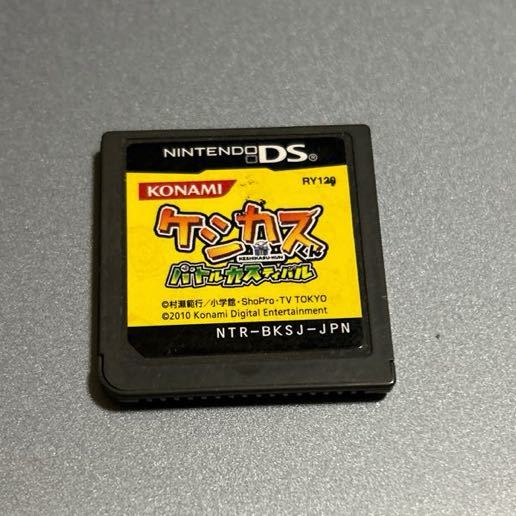 NINTENDO DS®
KONAMI
RY129
ケシカスくん
KESHIKASU-KUN
バトルカスティバル
©村瀬範行／小学館・ShoPro・TV TOKYO
©2010 Konami Digital Entertainment
NTR-BKSJ-JPN